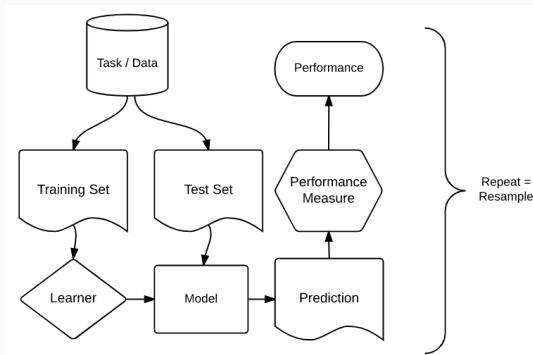 Task / Data
Performance
Training Set
Test Set
Performance
Measure
Repeat =
Resample
Learner
Model
Prediction